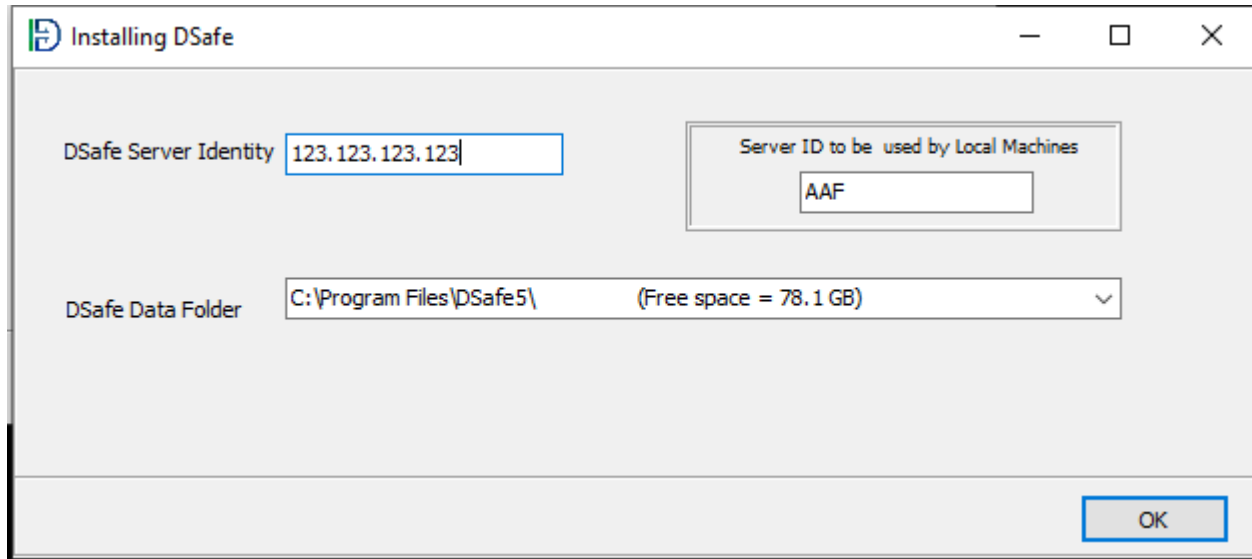 Installing DSafe
DSafe Server Identity 123.123.123.123
Server ID to be used by Local Machines
AAF
DSafe Data Folder C:\Program Files\DSafe5\ (Free space = 78.1 GB)
OK